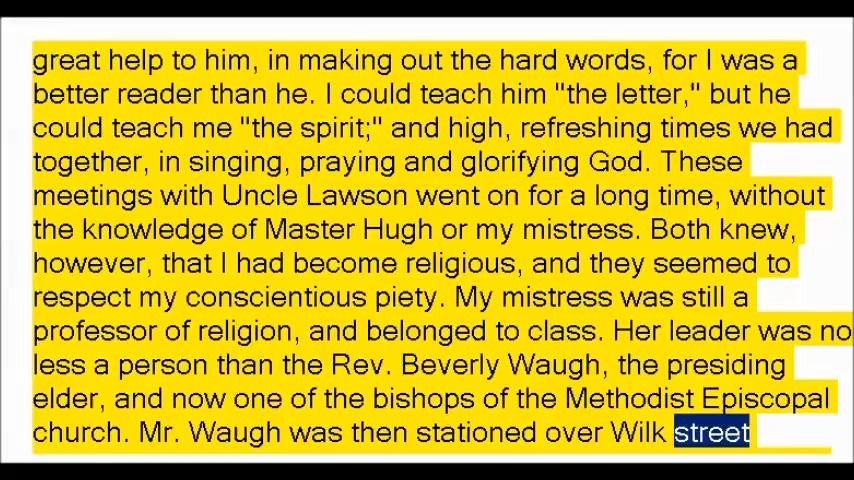 great help to him, in making out the hard words, for I was a
better reader than he. I could teach him "the letter," but he
could teach me "the spirit;" and high, refreshing times we had
together, in singing, praying and glorifying God. These
meetings with Uncle Lawson went on for a long time, without
the knowledge of Master Hugh or my mistress. Both knew,
however, that I had become religious, and they seemed to
respect my conscientious piety. My mistress was still a
professor of religion, and belonged to class. Her leader was no
less a person than the Rev. Beverly Waugh, the presiding
elder, and now one of the bishops of the Methodist Episcopal
church. Mr. Waugh was then stationed over Wilk street